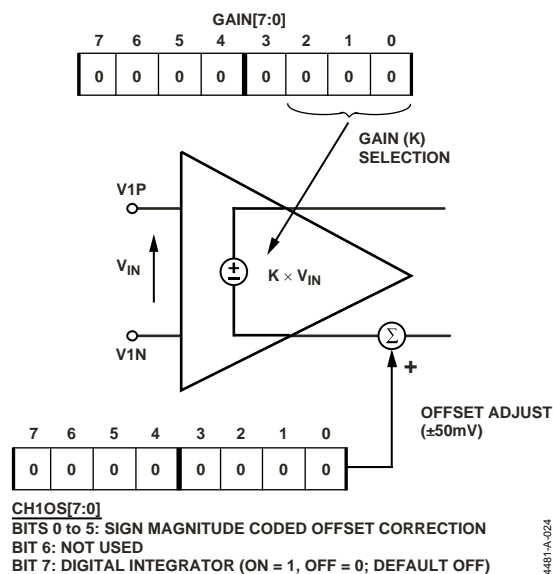 GAIN[7:0]
7 6 5 4 3 2 1 0
0 0 0 0 0 0 0 0
GAIN (K)
SELECTION
V1P
VIN
K × VIN
V1N
Σ
+
OFFSET ADJUST
(±50mV)
7 6 5 4 3 2 1 0
0 0 0 0 0 0 0 0
CH1OS[7:0]
BITS 0 to 5: SIGN MAGNITUDE CODED OFFSET CORRECTION
BIT 6: NOT USED
BIT 7: DIGITAL INTEGRATOR (ON = 1, OFF = 0; DEFAULT OFF)
4481-A-024